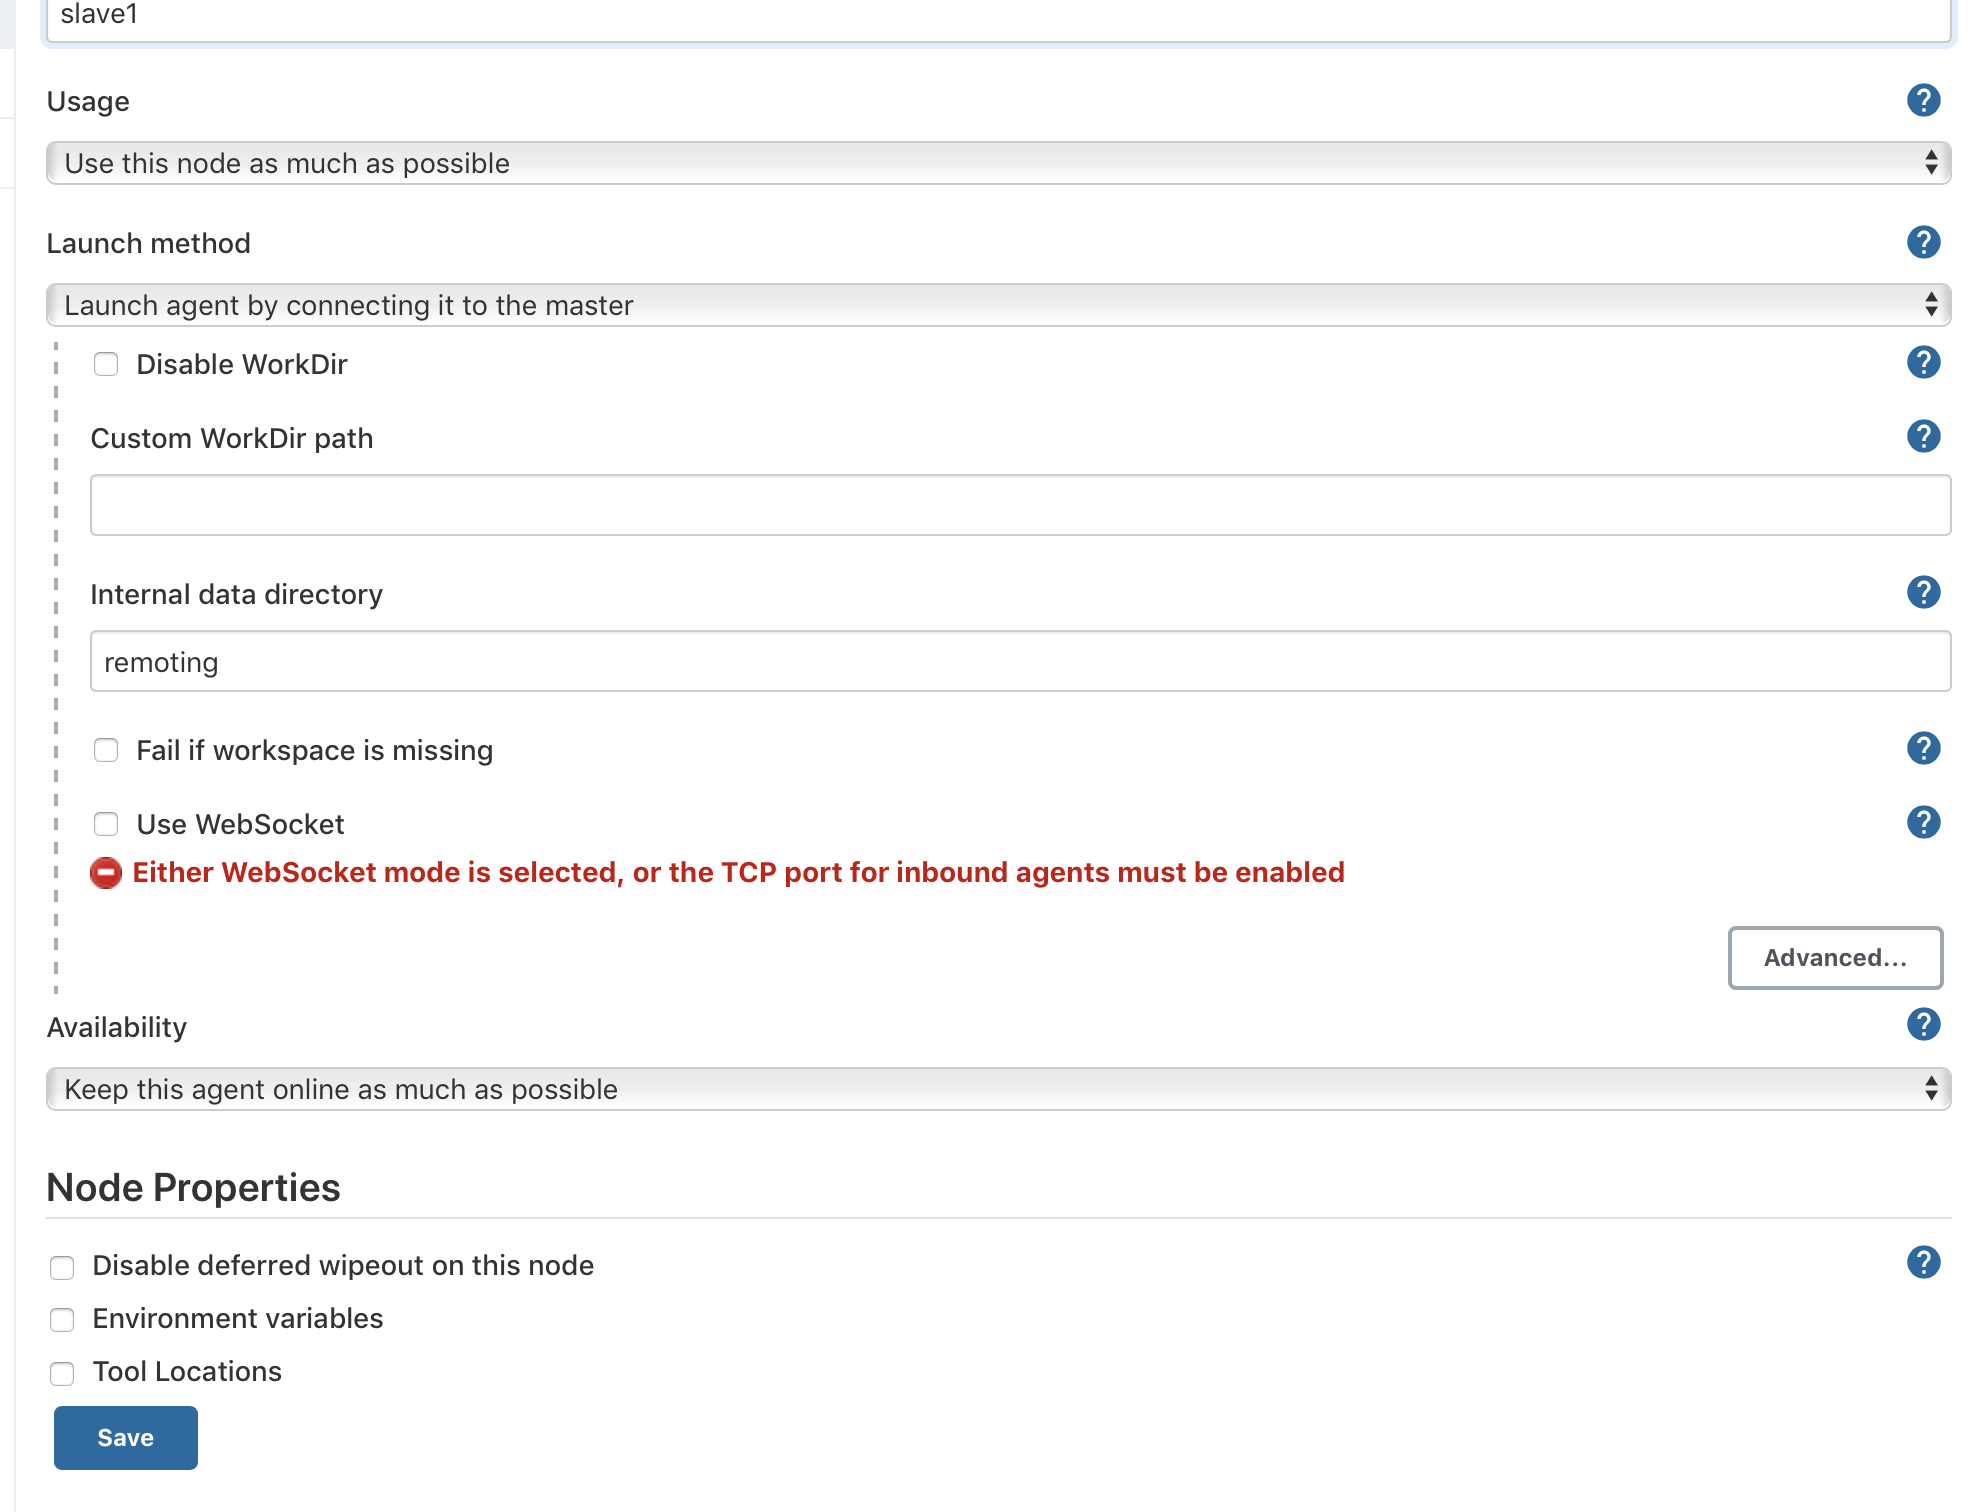 slave1
Usage
?
Use this node as much as possible
Launch method
?
Launch agent by connecting it to the master
Disable WorkDir
?
Custom WorkDir path
?
Internal data directory
?
remoting
Fail if workspace is missing
?
Use WebSocket
?
Either WebSocket mode is selected, or the TCP port for inbound agents must be enabled
Advanced...
Availability
?
Keep this agent online as much as possible
Node Properties
Disable deferred wipeout on this node
?
Environment variables
Tool Locations
Save